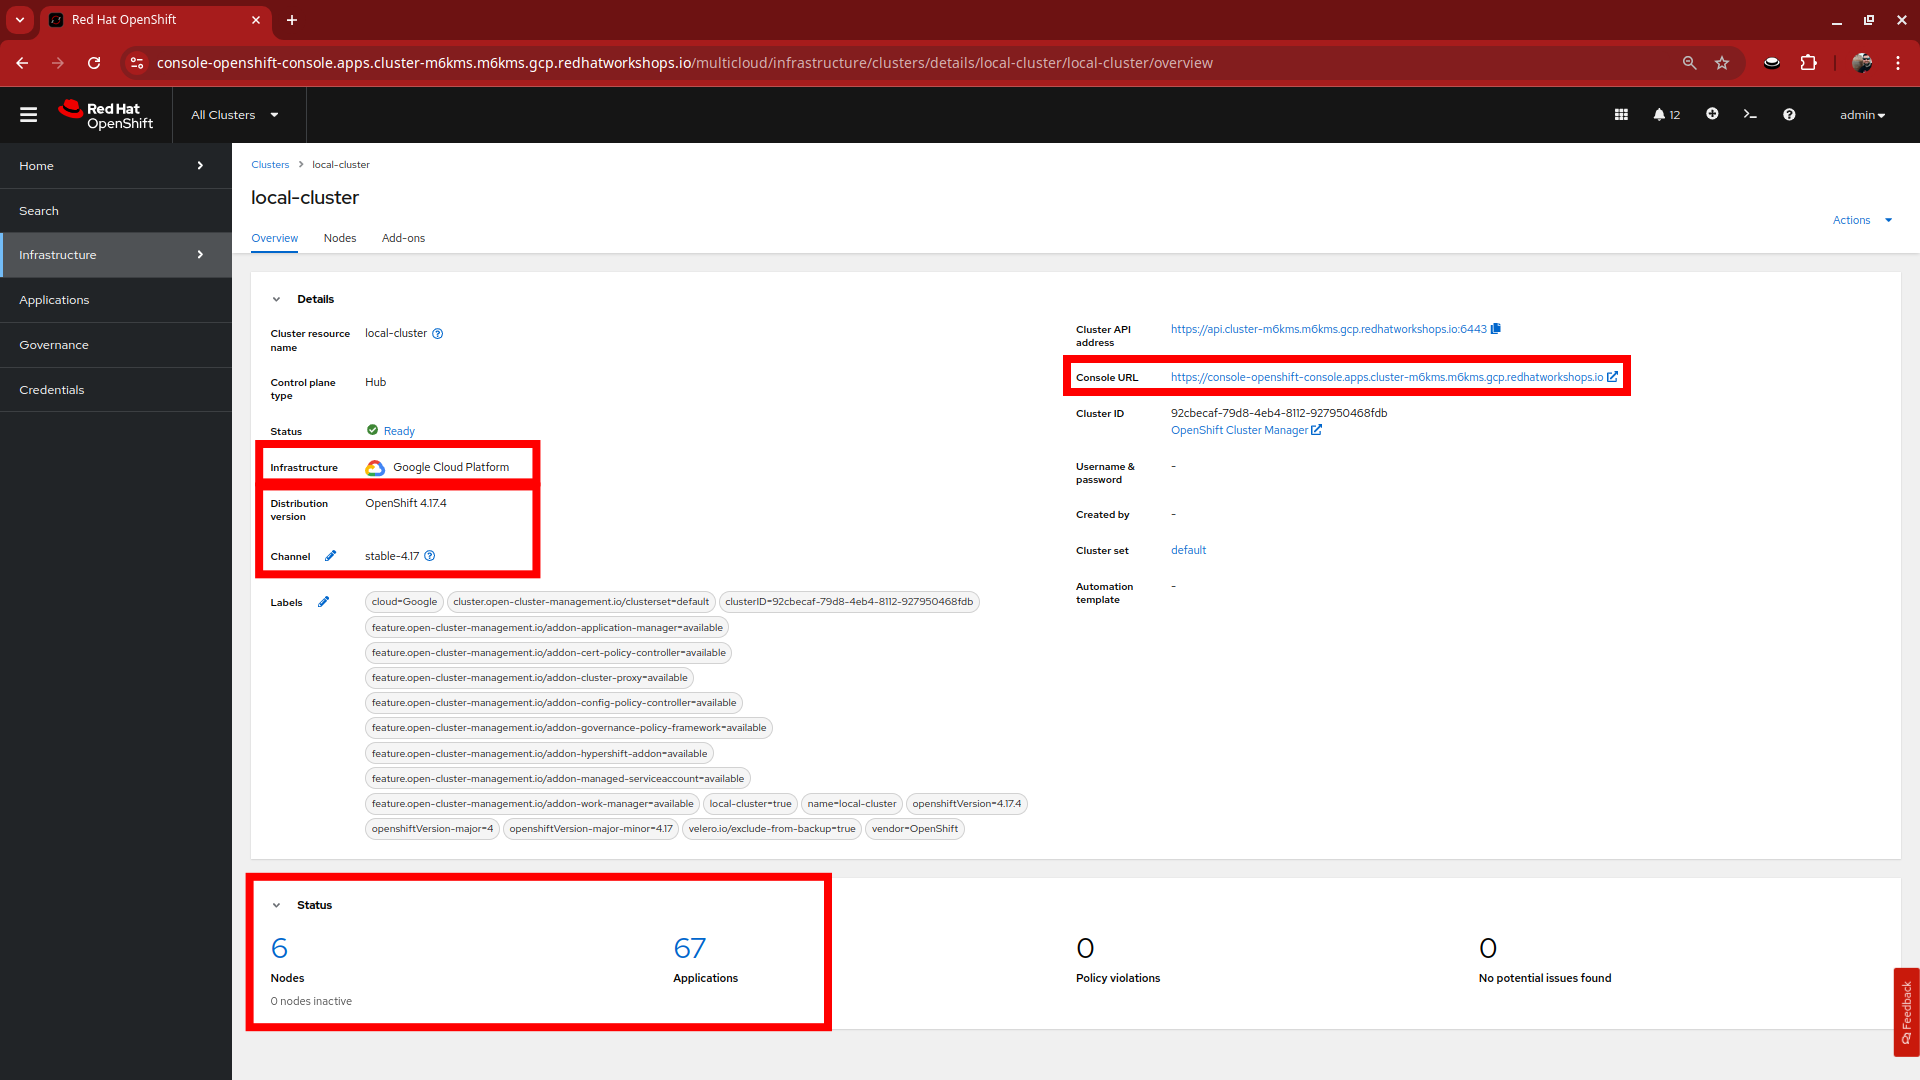 Red Hat OpenShift
console-openshift-console.apps.cluster-m6kms.m6kms.gcp.redhatworkshops.io/multicloud/infrastructure/clusters/details/local-cluster/local-cluster/overview
Red Hat
OpenShift
All Clusters
12
admin
Home
Search
Infrastructure
Applications
Governance
Credentials
Clusters
local-cluster
local-cluster
Actions
Overview
Nodes
Add-ons
Details
Cluster resource name
local-cluster
Control plane type
Hub
Status
Ready
Infrastructure
Google Cloud Platform
Distribution version
OpenShift 4.17.4
Channel
stable-4.17
Labels
cloud=Google
cluster.open-cluster-management.io/clusterset=default
clusterID=92cbecaf-79d8-4eb4-8112-927950468fdb
feature.open-cluster-management.io/addon-application-manager=available
feature.open-cluster-management.io/addon-cert-policy-controller=available
feature.open-cluster-management.io/addon-cluster-proxy=available
feature.open-cluster-management.io/addon-config-policy-controller=available
feature.open-cluster-management.io/addon-governance-policy-framework=available
feature.open-cluster-management.io/addon-hypershift-addon=available
feature.open-cluster-management.io/addon-managed-serviceaccount=available
feature.open-cluster-management.io/addon-work-manager=available
local-cluster=true
name=local-cluster
openshiftVersion=4.17.4
openshiftVersion-major=4
openshiftVersion-major-minor=4.17
velero.io/exclude-from-backup=true
vendor=OpenShift
Cluster API address
https://api.cluster-m6kms.m6kms.gcp.redhatworkshops.io:6443
Console URL
https://console-openshift-console.apps.cluster-m6kms.m6kms.gcp.redhatworkshops.io
Cluster ID
92cbecaf-79d8-4eb4-8112-927950468fdb
OpenShift Cluster Manager
Username & password
-
Created by
-
Cluster set
default
Automation template
-
Status
6
Nodes
0 nodes inactive
67
Applications
0
Policy violations
0
No potential issues found
Feedback